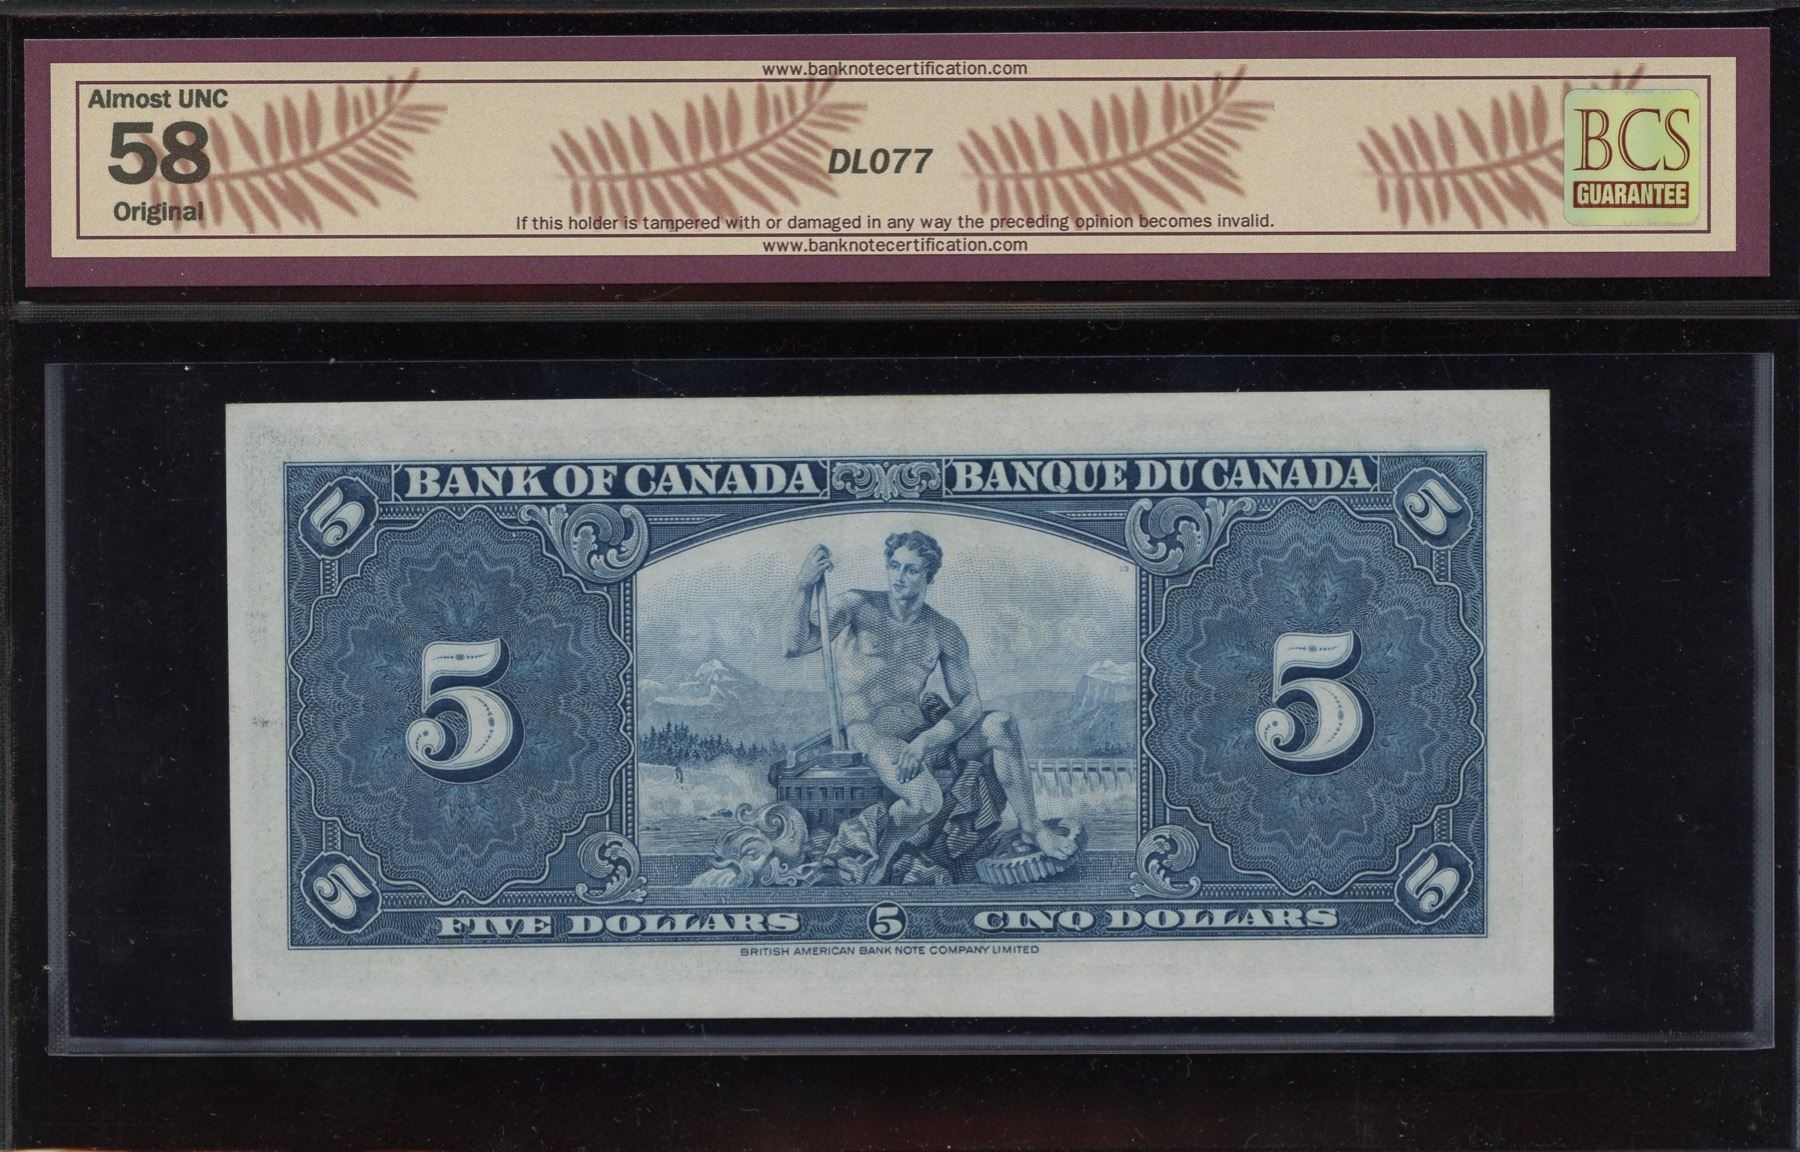 www.banknotecertification.com
Almost UNC
58
Original
DL077
BCS
GUARANTEE
If this holder is tampered with or damaged in any way the preceding opinion becomes invalid.
www.banknotecertification.com
5 BANK OF CANADA BANQUE DU CANADA 5
5 5
5 FIVE DOLLARS 5 CINQ DOLLARS 5
BRITISH AMERICAN BANK NOTE COMPANY LIMITED